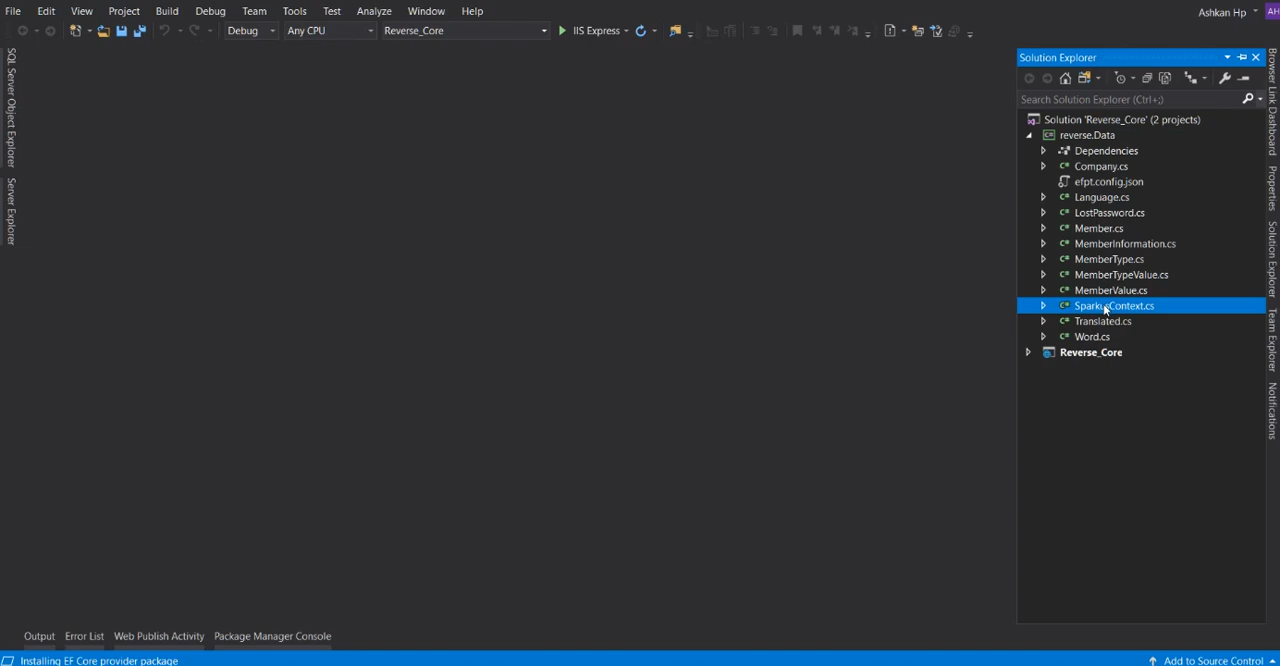 File Edit View Project Build Debug Team Tools Test Analyze Window Help
Ashkan Hp AH
Debug Any CPU Reverse_Core IIS Express
SQL Server Object Explorer
Server Explorer
Solution Explorer
Search Solution Explorer (Ctrl+;)
Solution 'Reverse_Core' (2 projects)
reverse.Data
Dependencies
Company.cs
efpt.config.json
Language.cs
LostPassword.cs
Member.cs
MemberInformation.cs
MemberType.cs
MemberTypeValue.cs
MemberValue.cs
Translated.cs
Word.cs
Reverse_Core
Browser Link Dashboard
Properties
Solution Explorer
Team Explorer
Notifications
Output Error List Web Publish Activity Package Manager Console
Installing EF Core provider package
Add to Source Control